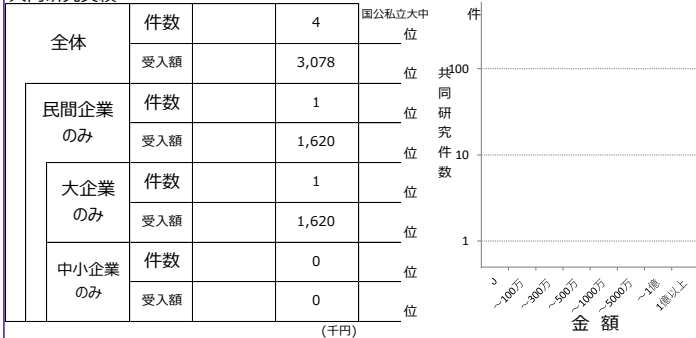 国公私立大中
全体 件数 4 位
受入額 3,078 位
民間企業のみ 件数 1 位
受入額 1,620 位
大企業のみ 件数 1 位
受入額 1,620 位
中小企業のみ 件数 0 位
受入額 0 位
(千円)
件
共同研究件数
100
10
1
0 ～100万 ～300万 ～500万 ～1000万 ～5000万 ～1億 1億以上
金 額